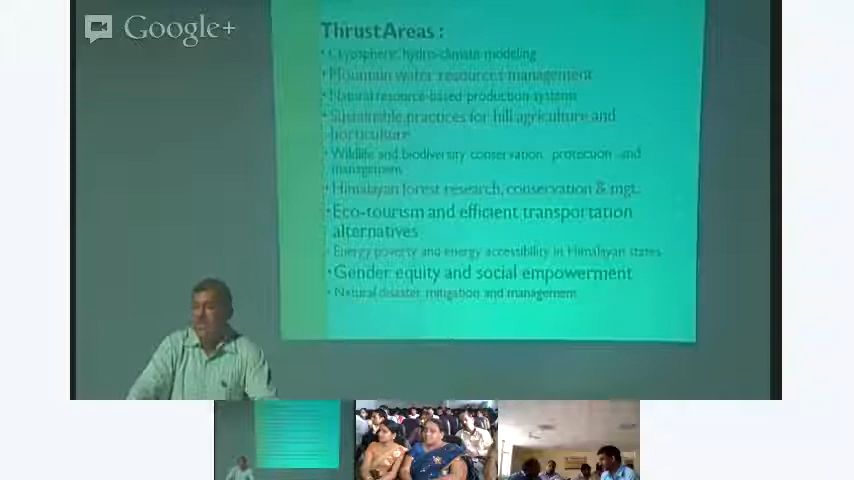 Google+
Thrust Areas :
• Cryospheric hydro-climate modeling
• Mountain water resources management
• Natural resource-based production systems
• Sustainable practices for hill agriculture and
horticulture
• Wildlife and biodiversity conservation, protection and
management
• Himalayan forest research, conservation & mgt.
• Eco-tourism and efficient transportation
alternatives
• Energy poverty and energy accessibility in Himalayan states
• Gender equity and social empowerment
• Natural disaster mitigation and management